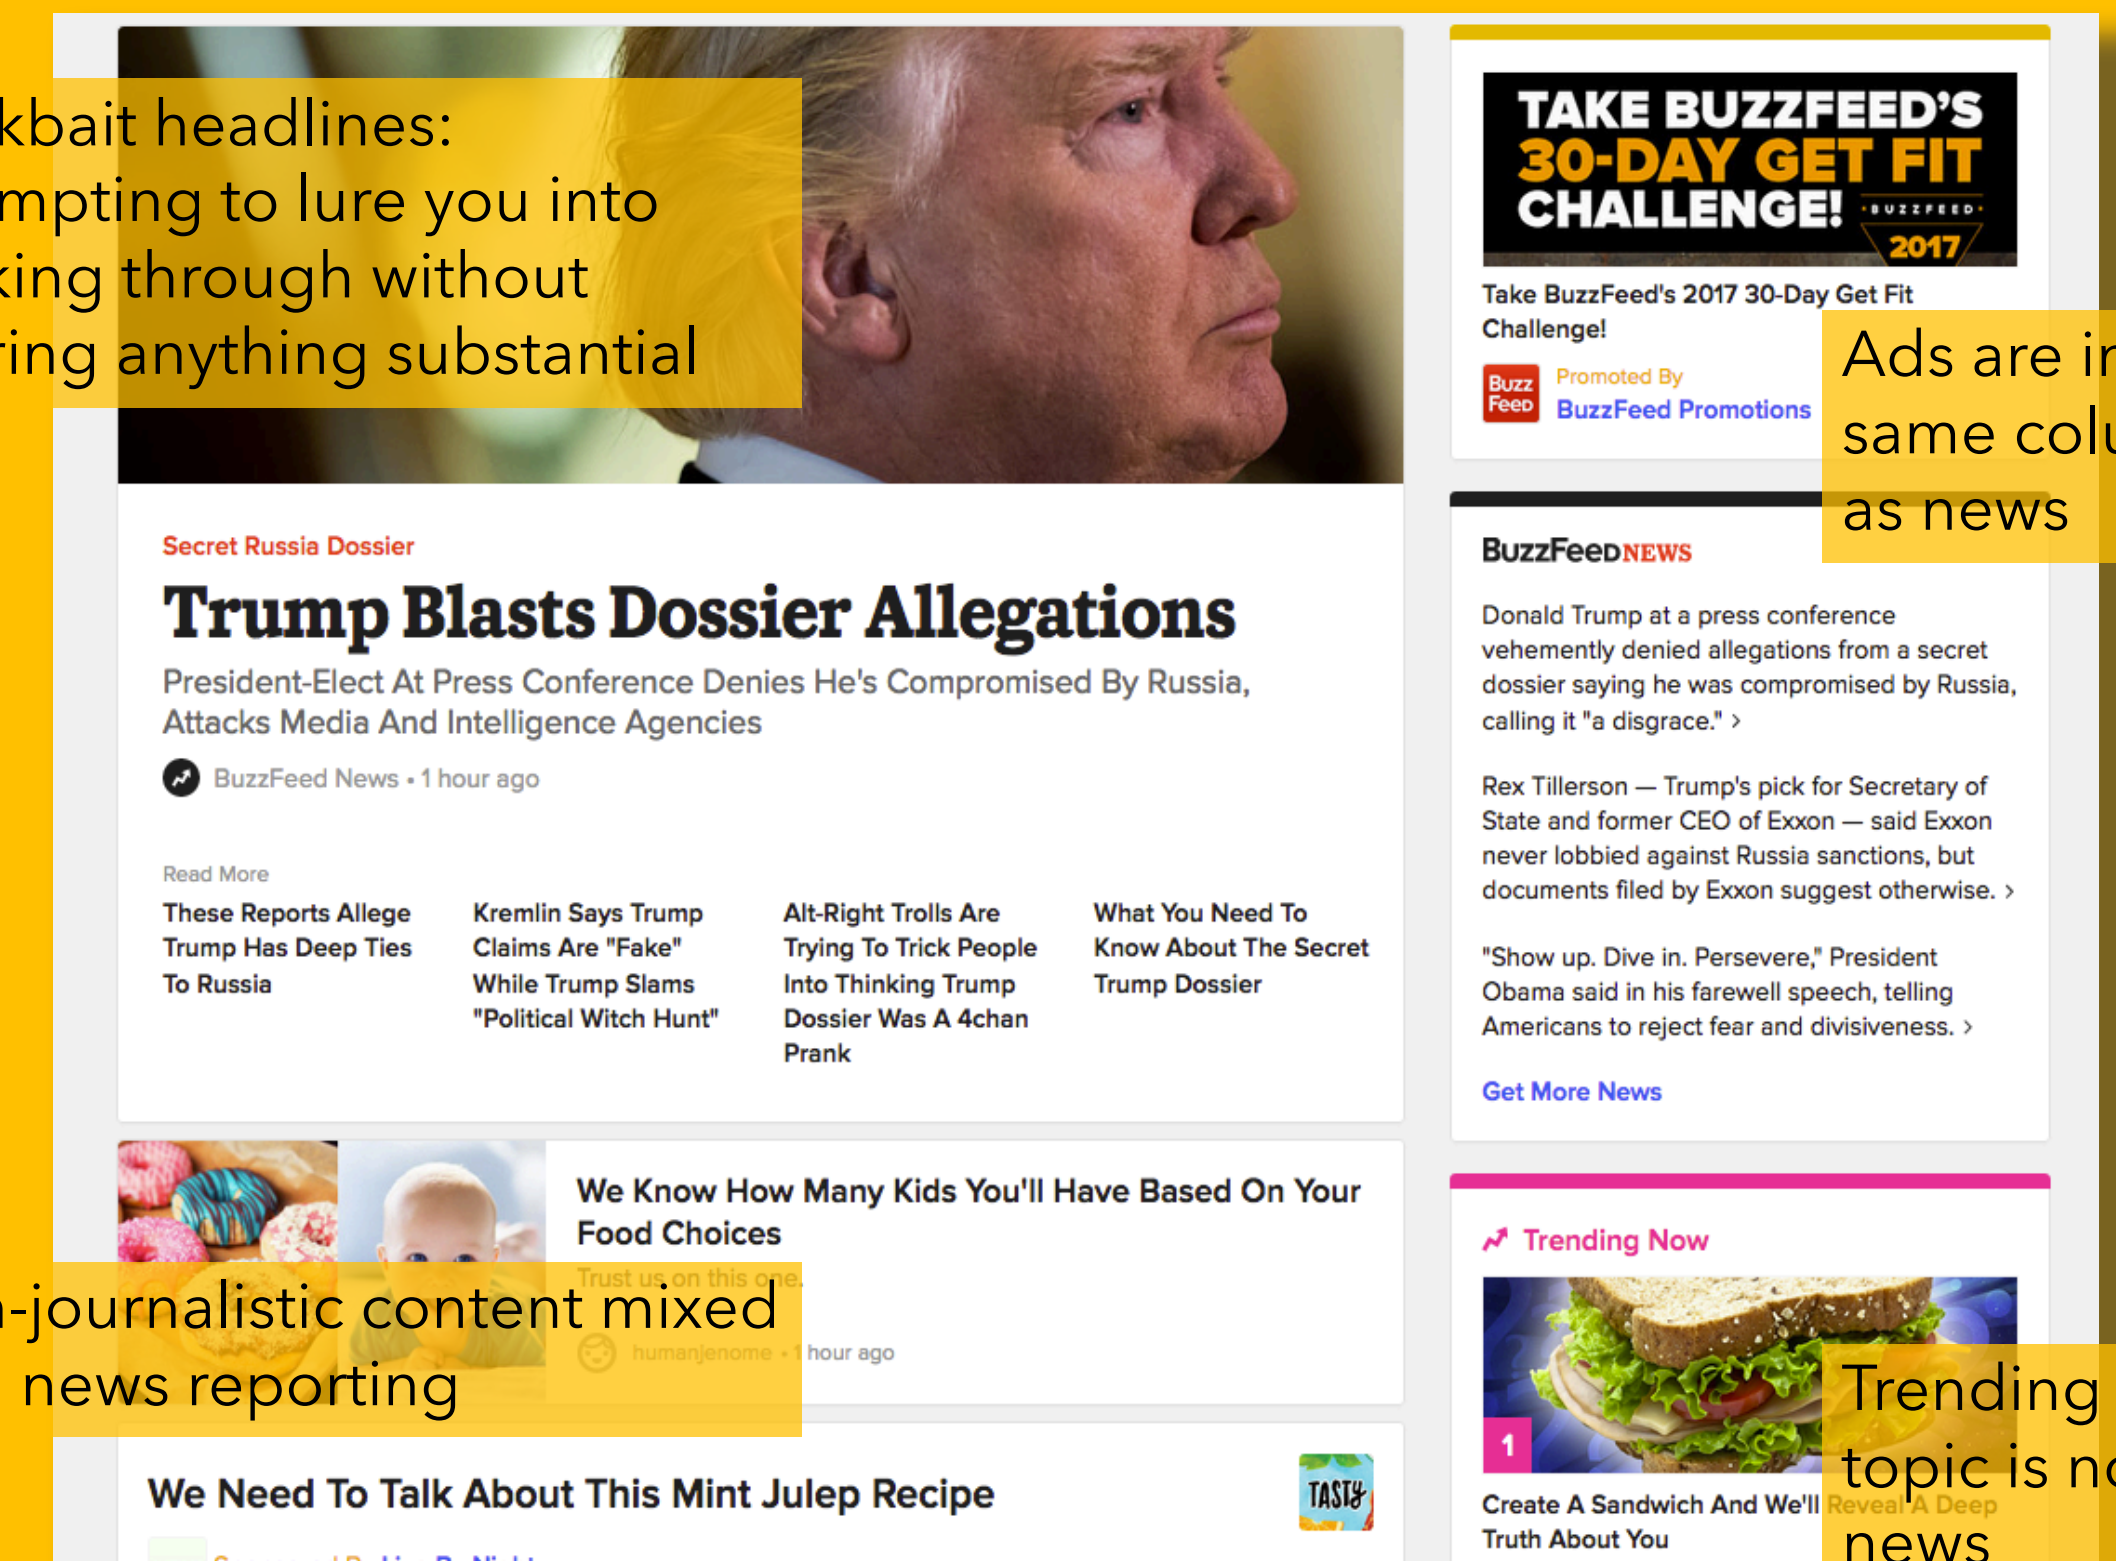 kbait headlines:
mpting to lure you into
king through without
ring anything substantial
Secret Russia Dossier
Trump Blasts Dossier Allegations
President-Elect At Press Conference Denies He's Compromised By Russia,
Attacks Media And Intelligence Agencies
BuzzFeed News • 1 hour ago
Read More
These Reports Allege
Trump Has Deep Ties
To Russia
Kremlin Says Trump
Claims Are "Fake"
While Trump Slams
"Political Witch Hunt"
Alt-Right Trolls Are
Trying To Trick People
Into Thinking Trump
Dossier Was A 4chan
Prank
What You Need To
Know About The Secret
Trump Dossier
We Know How Many Kids You'll Have Based On Your
Food Choices
Trust us on this one.
humanjenome • 1 hour ago
-journalistic content mixed
news reporting
We Need To Talk About This Mint Julep Recipe
TASTY
TAKE BUZZFEED'S
30-DAY GET FIT
CHALLENGE!
•BUZZFEED•
2017
Take BuzzFeed's 2017 30-Day Get Fit
Challenge!
Buzz
FeeD
Promoted By
BuzzFeed Promotions
Ads are in
same colu
as news
BuzzFeeD NEWS
Donald Trump at a press conference
vehemently denied allegations from a secret
dossier saying he was compromised by Russia,
calling it "a disgrace." >
Rex Tillerson — Trump's pick for Secretary of
State and former CEO of Exxon — said Exxon
never lobbied against Russia sanctions, but
documents filed by Exxon suggest otherwise. >
"Show up. Dive in. Persevere," President
Obama said in his farewell speech, telling
Americans to reject fear and divisiveness. >
Get More News
Trending Now
1
Create A Sandwich And We'll Reveal A Deep
Truth About You
Trending
topic is no
news